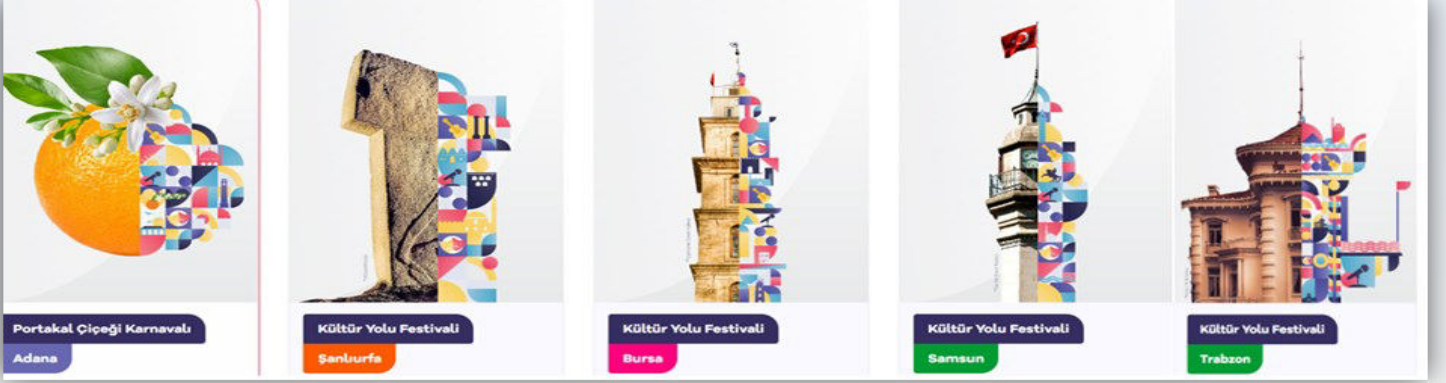 Portakal Çiçeği Karnavalı
Adana
Kültür Yolu Festivali
Şanlıurfa
Kültür Yolu Festivali
Bursa
Kültür Yolu Festivali
Samsun
Kültür Yolu Festivali
Trabzon